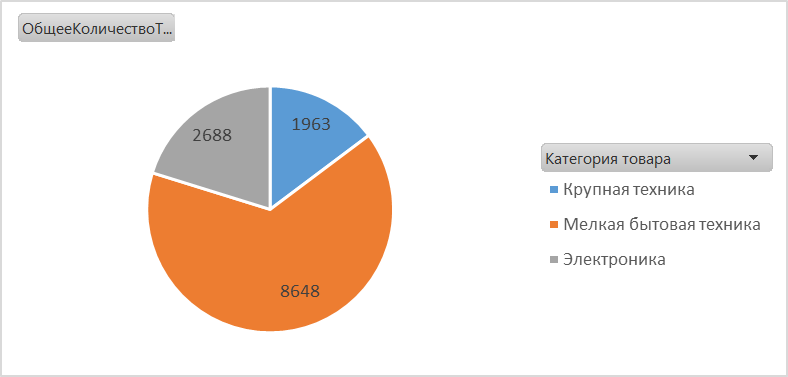 ОбщееКоличествоТ...
1963
2688
8648
Категория товара
Крупная техника
Мелкая бытовая техника
Электроника